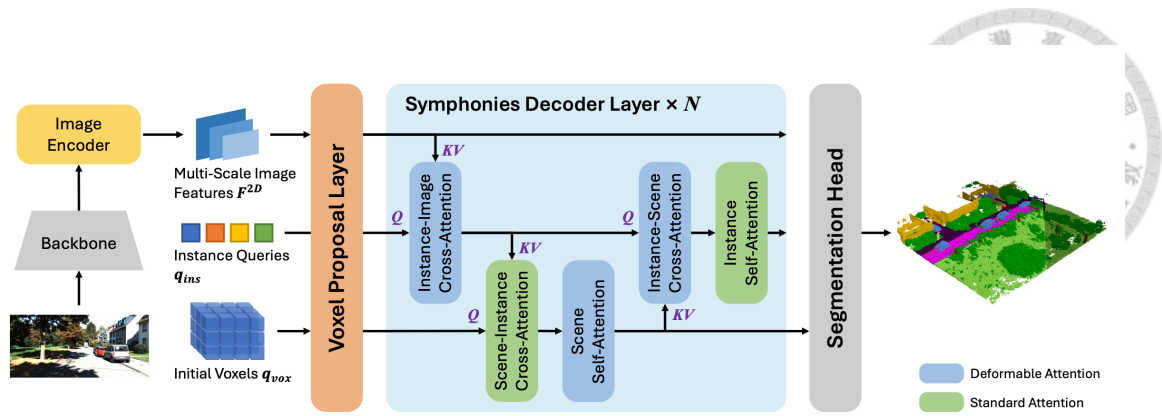 Image
Encoder
Backbone
Multi-Scale Image
Features F²ᴰ
Instance Queries
q_ins
Initial Voxels q_vox
Voxel Proposal Layer
Symphonies Decoder Layer × N
KV
Q
Instance-Image
Cross-Attention
KV
Q
Scene-Instance
Cross-Attention
Scene
Self-Attention
Q
Instance-Scene
Cross-Attention
KV
Instance
Self-Attention
Segmentation Head
Deformable Attention
Standard Attention